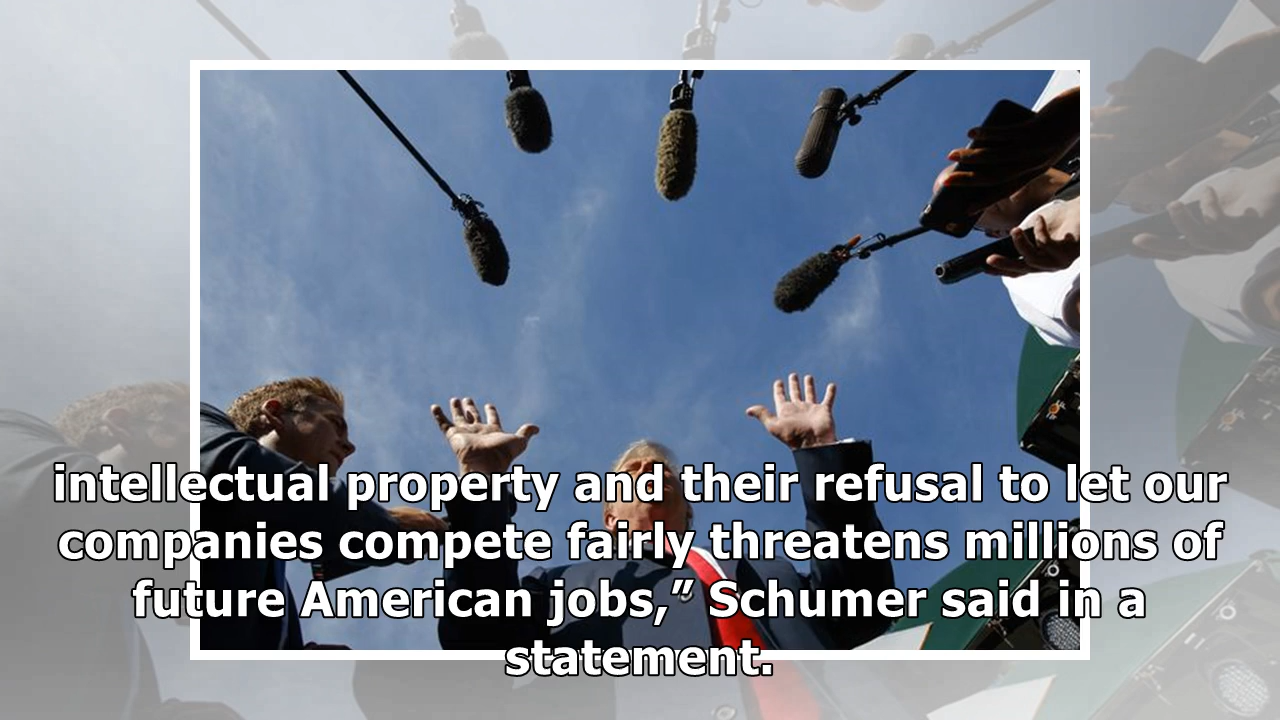 intellectual property and their refusal to let our
companies compete fairly threatens millions of
future American jobs,” Schumer said in a
statement.